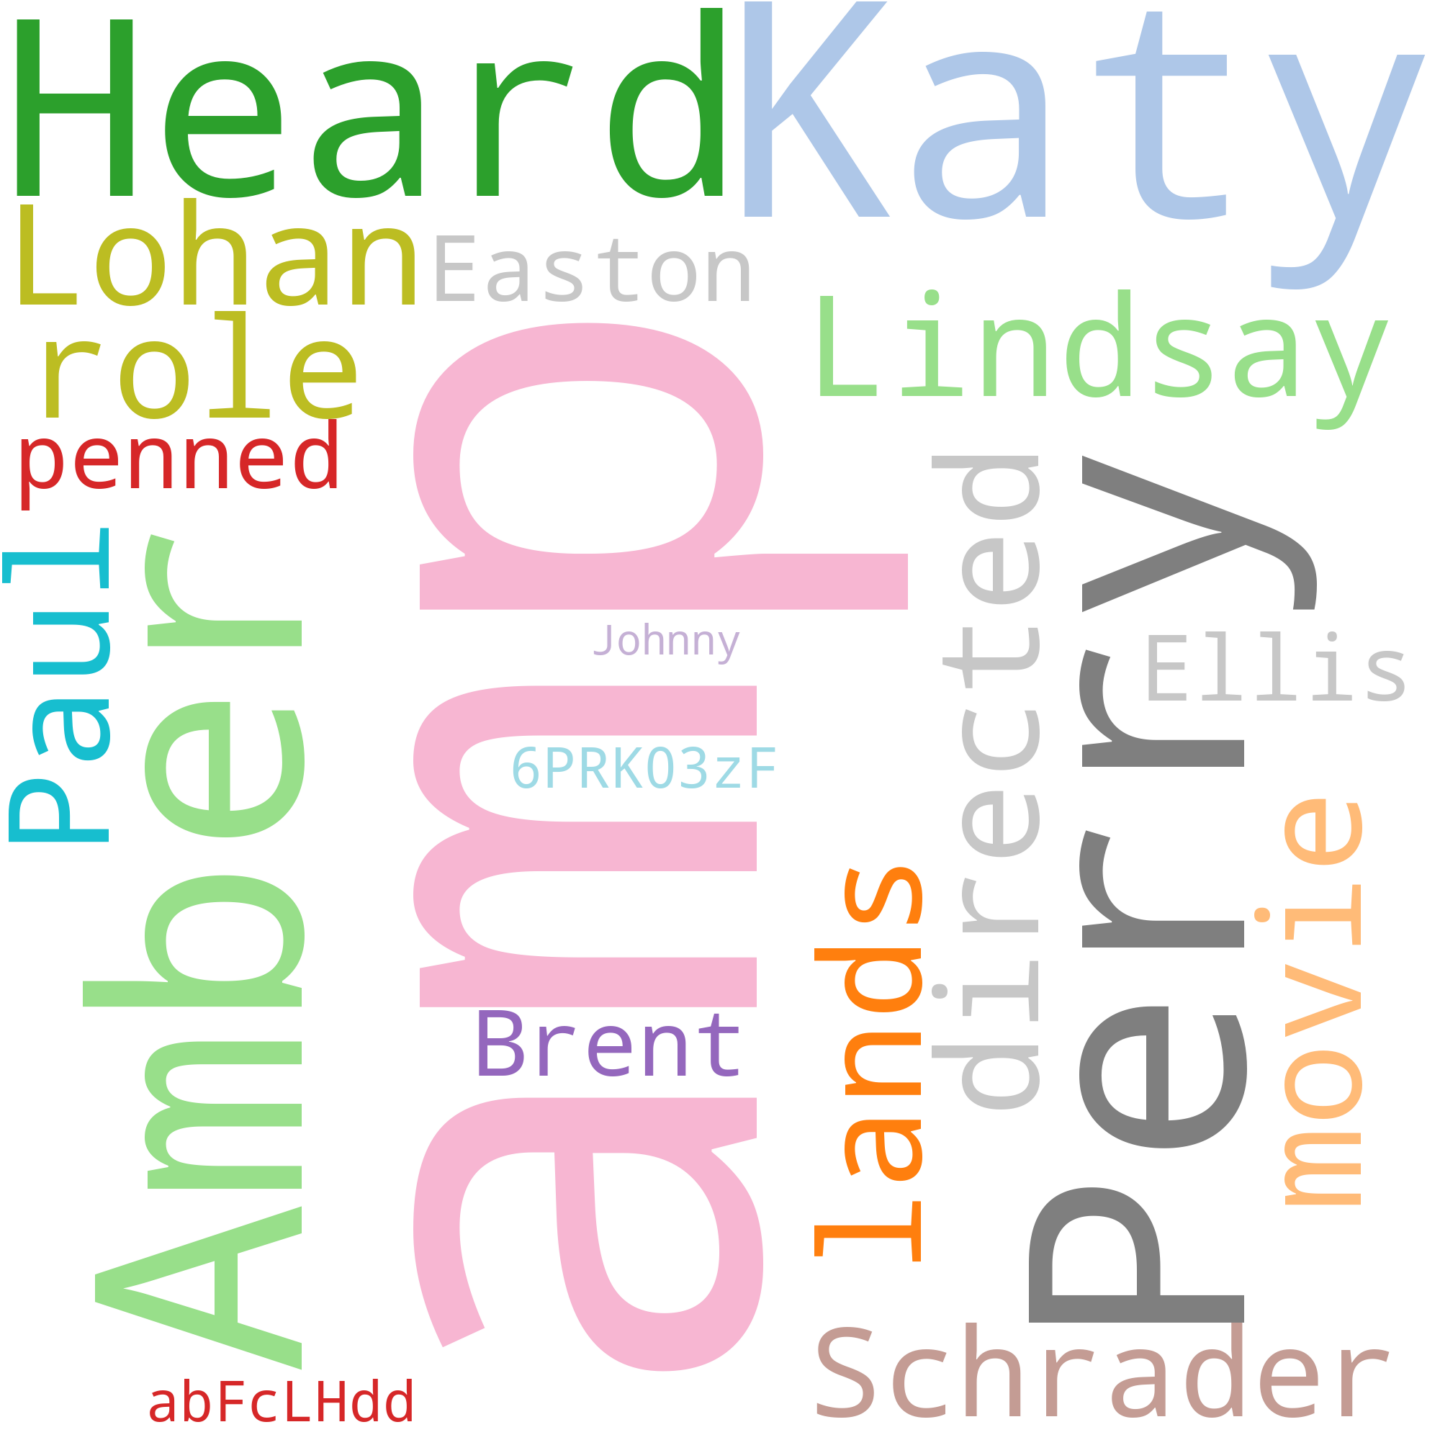 Heard
Katy
Lohan
Easton
Lindsay
role
penned
amp
directed
Perry
Paul
Amber
Johnny
Ellis
6PRKO3zF
movie
lands
Brent
Schrader
abFcLHdd